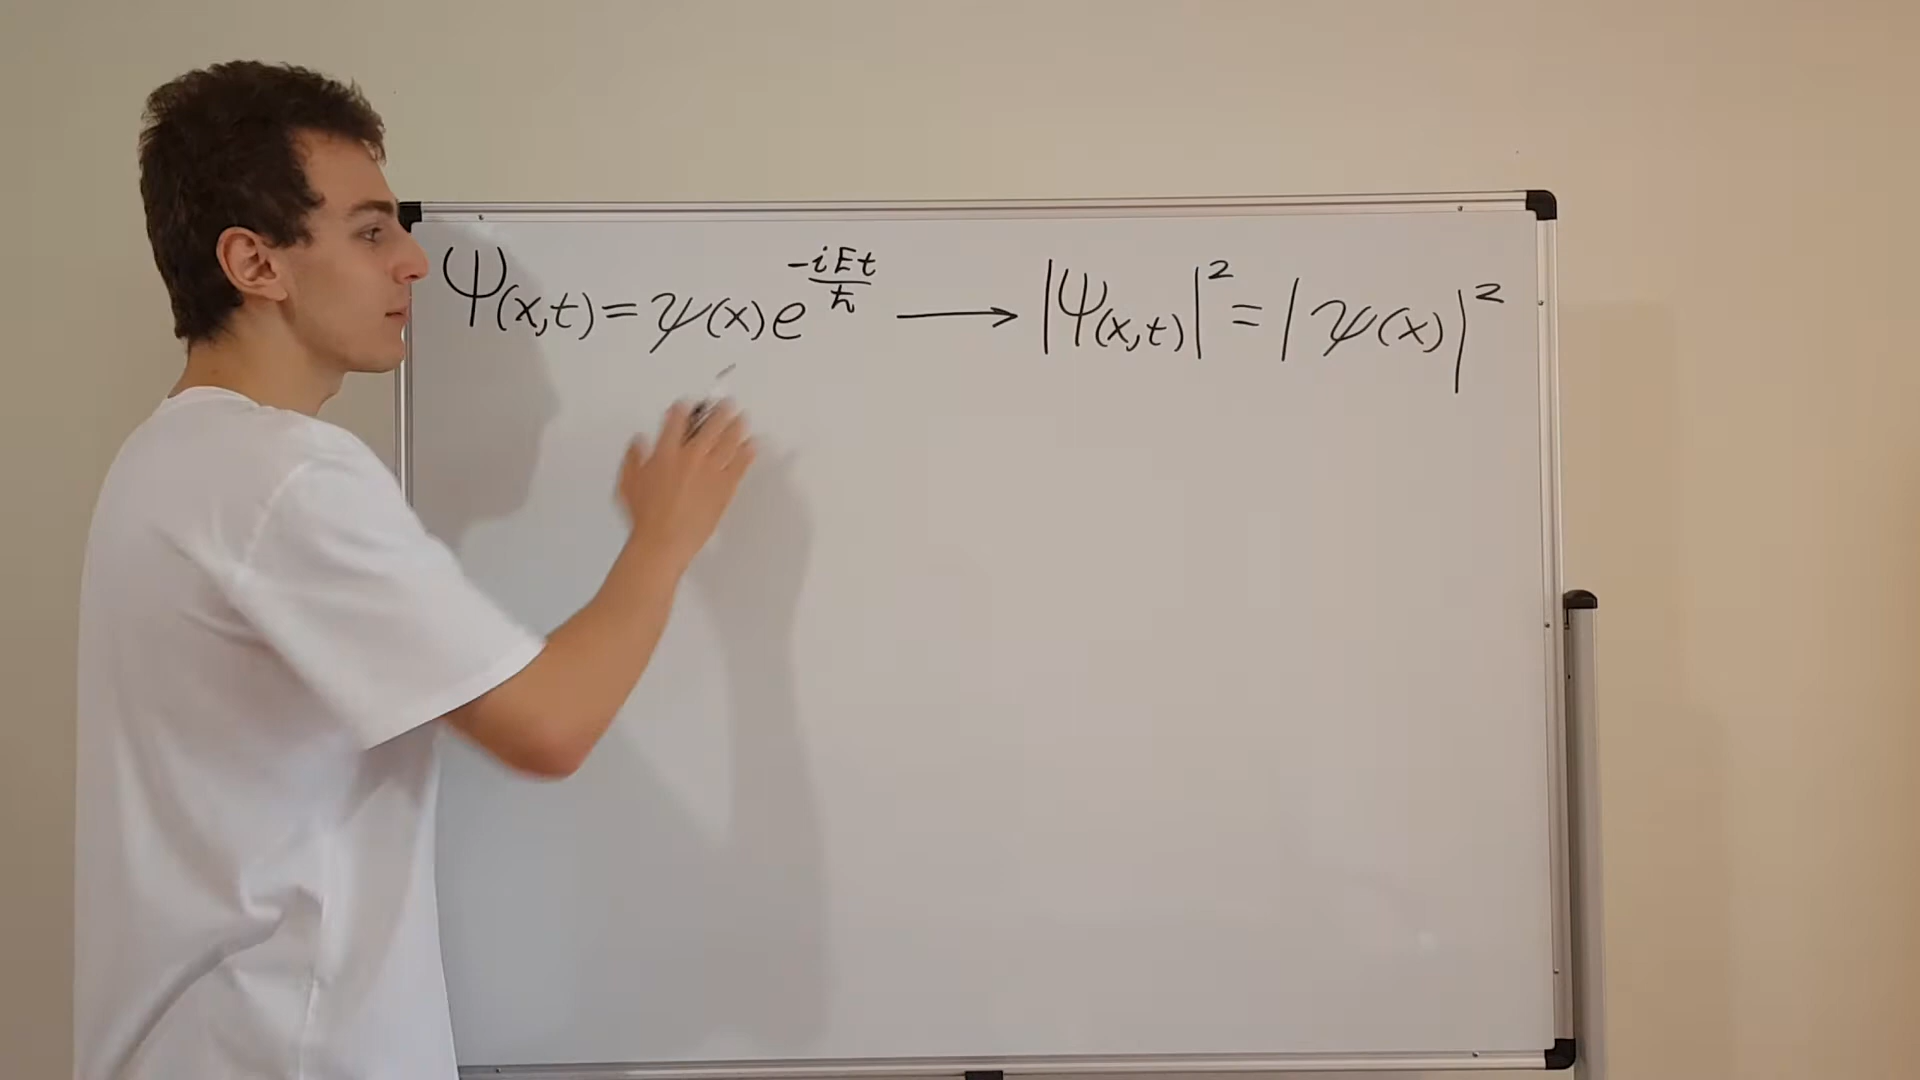 Ψ(x,t) = ψ(x)e^{-iEt/ℏ} ⟶ |Ψ(x,t)|² = |ψ(x)|²